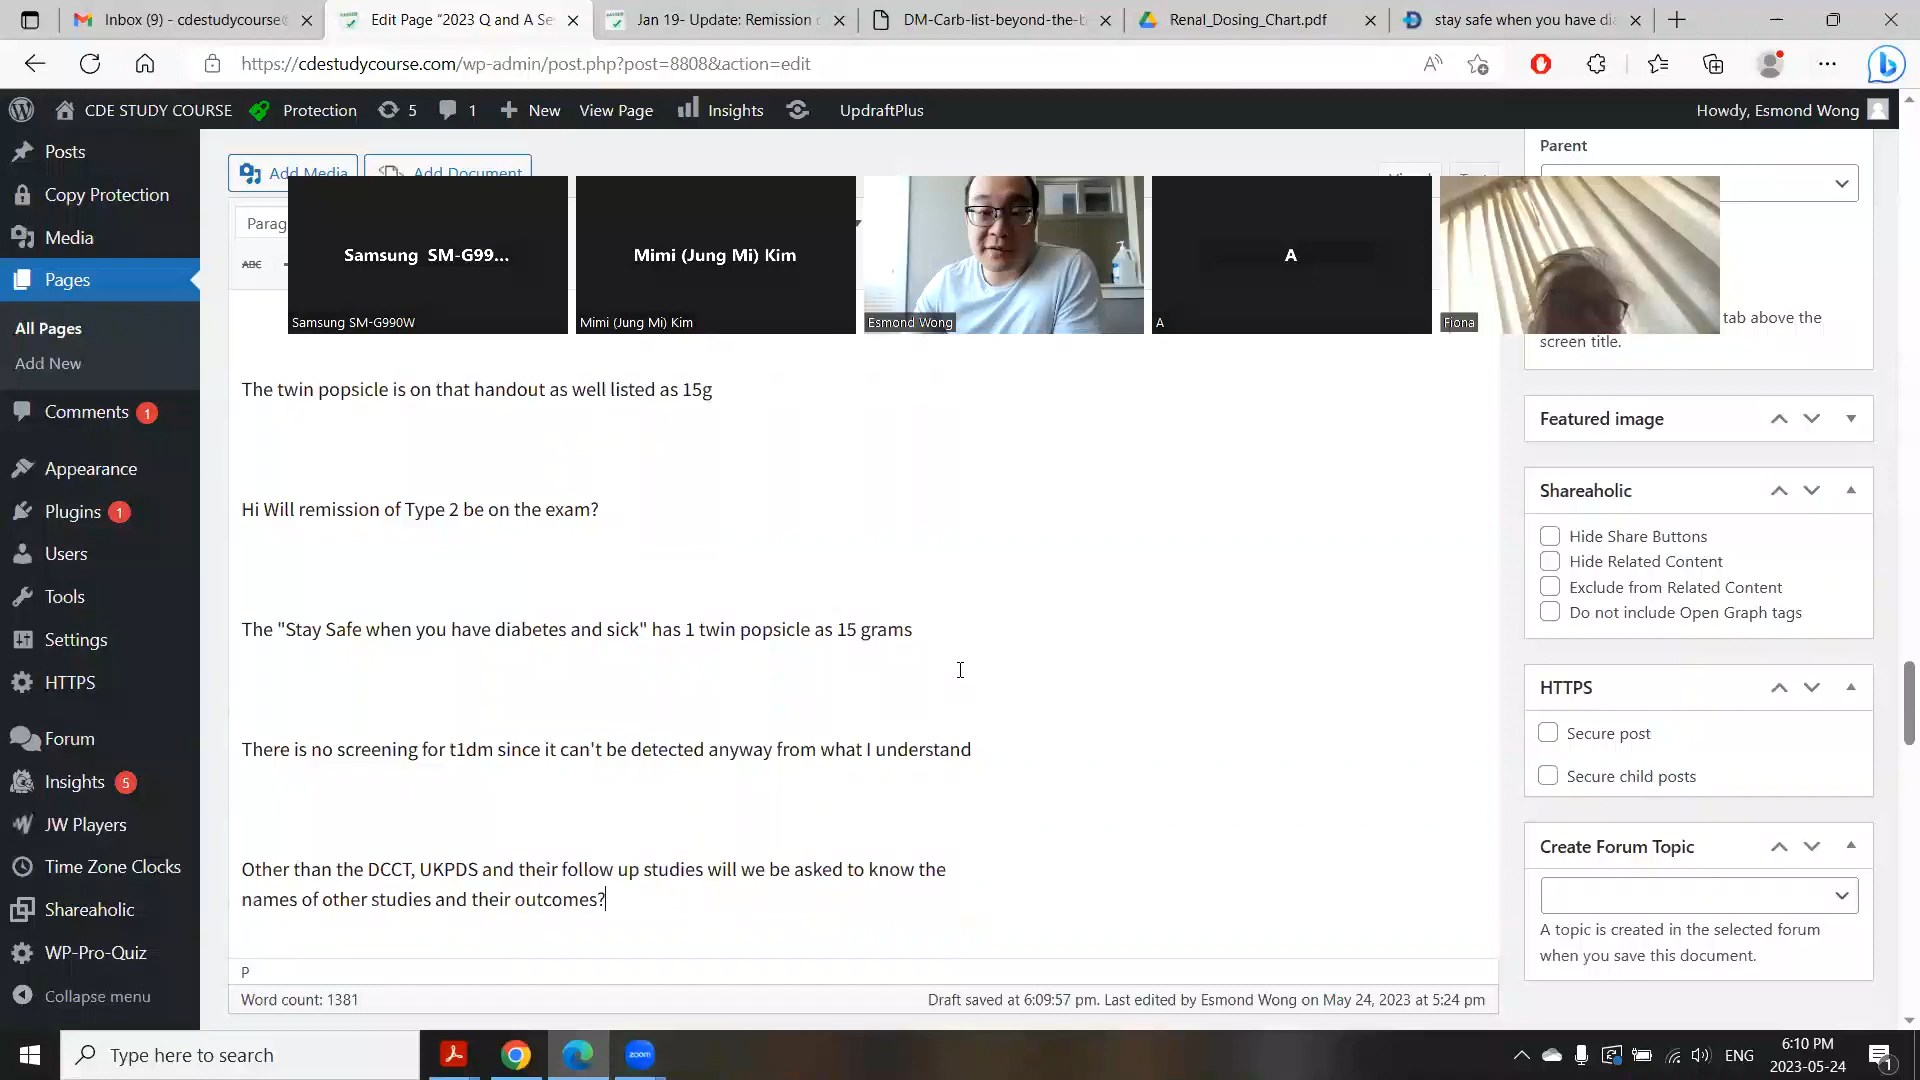 Inbox (9) - cdestudycourse@
Edit Page "2023 Q and A Se
Jan 19- Update: Remission
DM-Carb-list-beyond-the-b
Renal_Dosing_Chart.pdf
stay safe when you have di
https://cdestudycourse.com/wp-admin/post.php?post=8808&action=edit
CDE STUDY COURSE
Protection
5
1
New
View Page
Insights
UpdraftPlus
Howdy, Esmond Wong
Posts
Copy Protection
Media
Pages
All Pages
Add New
Comments 1
Appearance
Plugins 1
Users
Tools
Settings
HTTPS
Forum
Insights 5
JW Players
Time Zone Clocks
Shareaholic
WP-Pro-Quiz
Collapse menu
Add Media
Add Document
Parag
ABC
Samsung SM-G99...
Samsung SM-G990W
Mimi (Jung Mi) Kim
Mimi (Jung Mi) Kim
Esmond Wong
A
A
Fiona
The twin popsicle is on that handout as well listed as 15g
Hi Will remission of Type 2 be on the exam?
The "Stay Safe when you have diabetes and sick" has 1 twin popsicle as 15 grams
There is no screening for t1dm since it can't be detected anyway from what I understand
Other than the DCCT, UKPDS and their follow up studies will we be asked to know the
names of other studies and their outcomes?
P
Word count: 1381
Draft saved at 6:09:57 pm. Last edited by Esmond Wong on May 24, 2023 at 5:24 pm
Parent
tab above the
screen title.
Featured image
Shareaholic
Hide Share Buttons
Hide Related Content
Exclude from Related Content
Do not include Open Graph tags
HTTPS
Secure post
Secure child posts
Create Forum Topic
A topic is created in the selected forum
when you save this document.
Type here to search
zoom
ENG
6:10 PM
2023-05-24
1